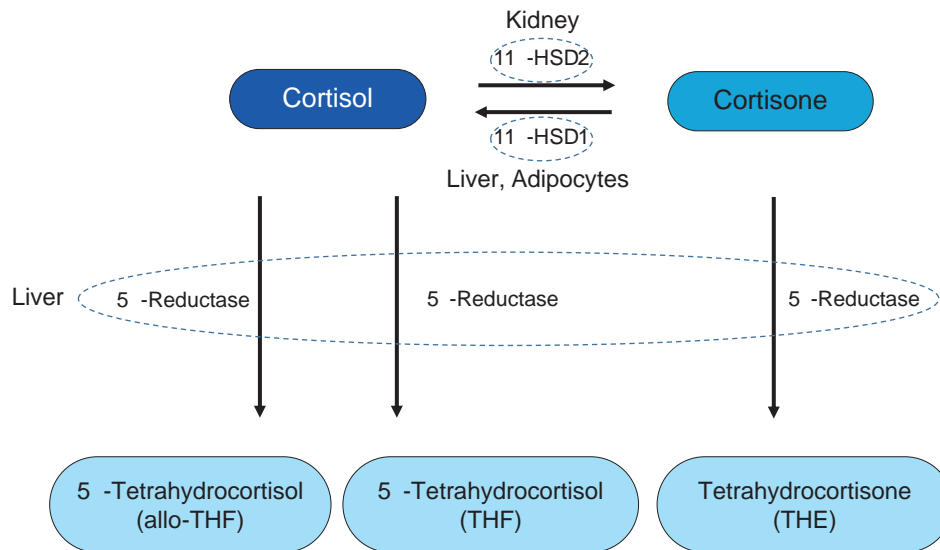 Kidney
11 -HSD2
Cortisol
Cortisone
11 -HSD1
Liver, Adipocytes
Liver
5 -Reductase
5 -Reductase
5 -Reductase
5 -Tetrahydrocortisol
(allo-THF)
5 -Tetrahydrocortisol
(THF)
Tetrahydrocortisone
(THE)